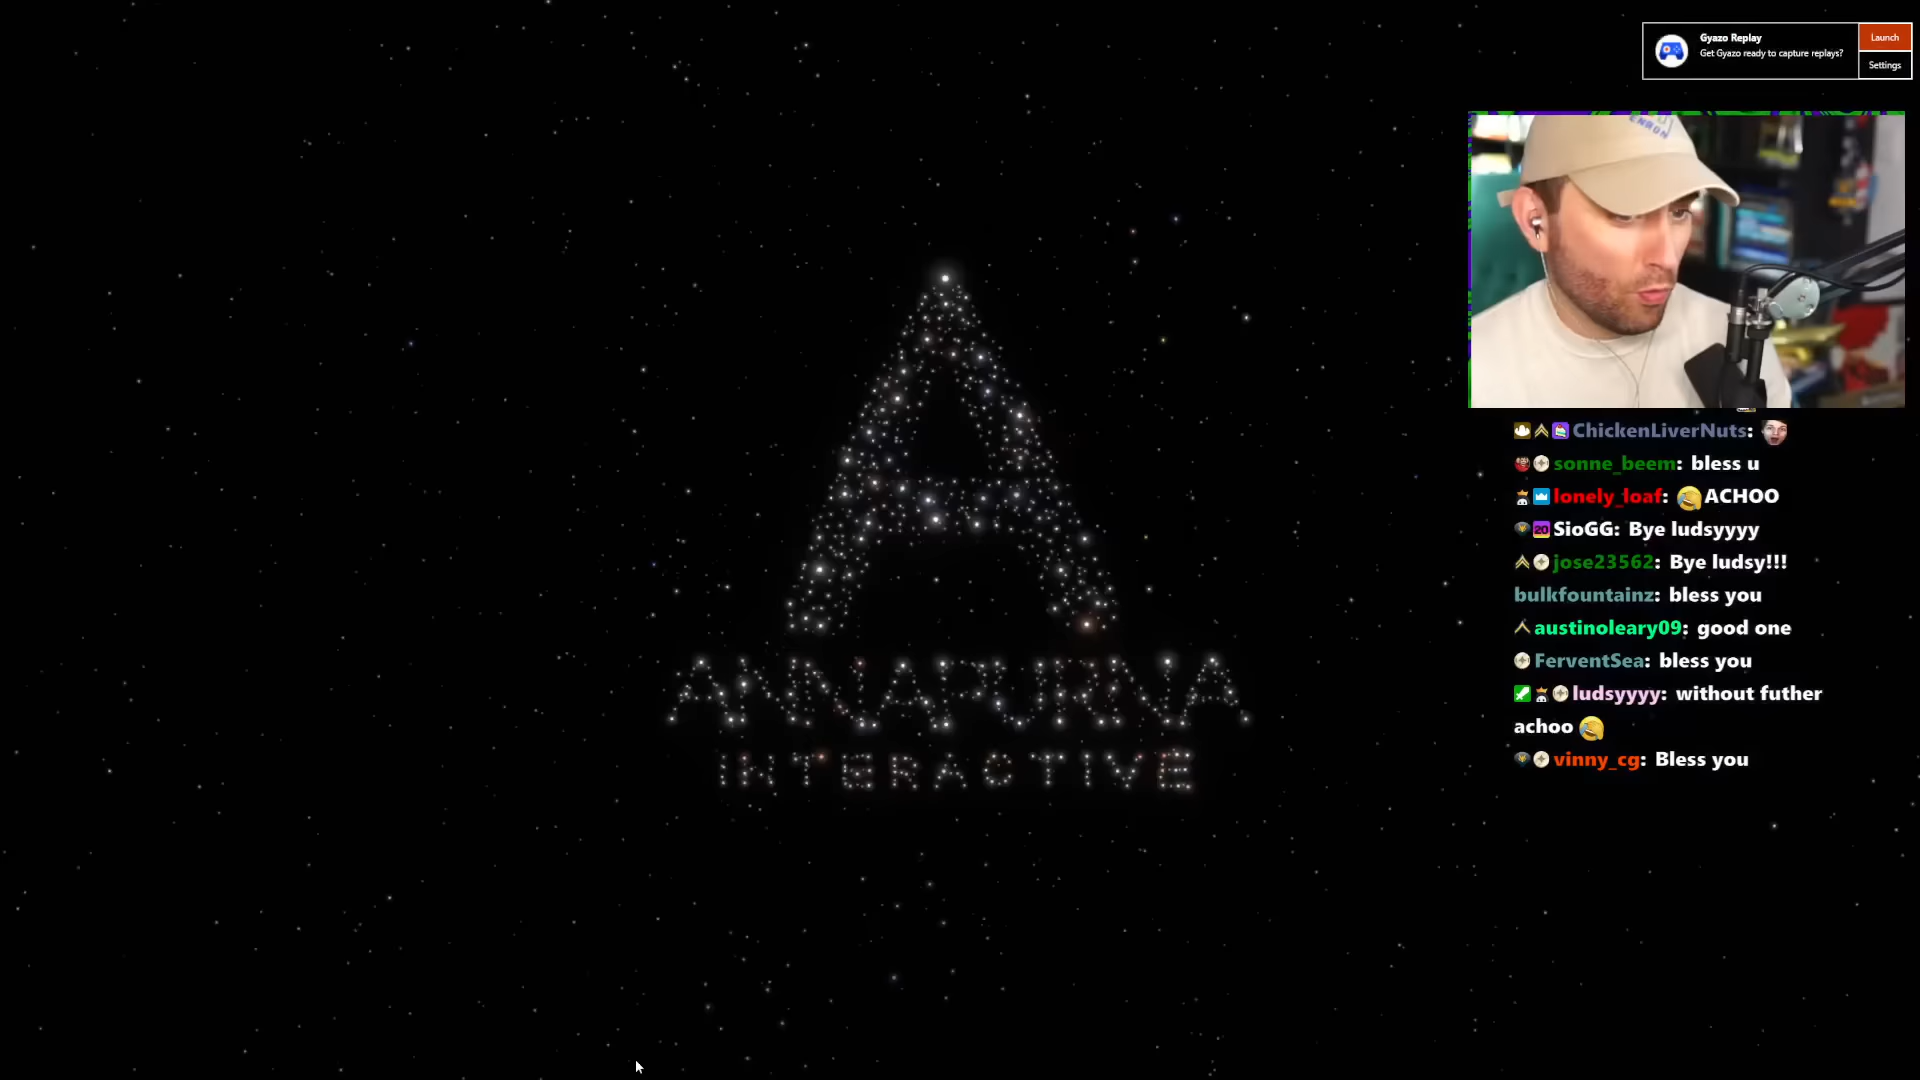 Gyazo Replay
Launch
Get Gyazo ready to capture replays?
Settings
ENRON
ChickenLiverNuts:
sonne_beem: bless u
lonely_loaf: ACHOO
20 SioGG: Bye ludsyyyy
jose23562: Bye ludsy!!!
bulkfountainz: bless you
austinoleary09: good one
FerventSea: bless you
ludsyyyy: without futher
achoo
vinny_cg: Bless you
A
ANNAPURNA
INTERACTIVE